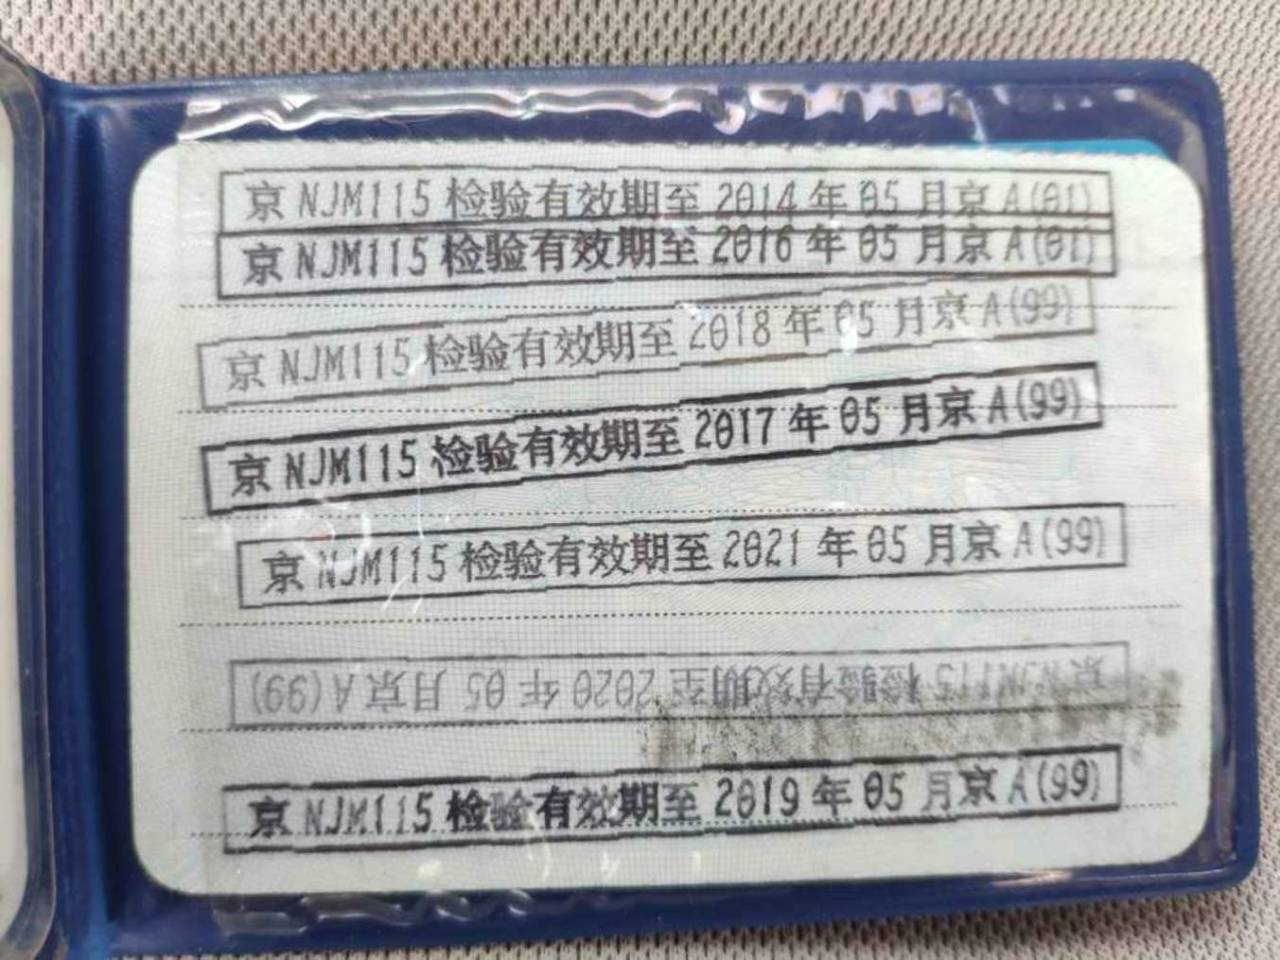 京 NJM115 检验有效期至 2014 年 05 月京 A(01)
京 NJM115 检验有效期至 2016 年 05 月京 A(01)
京 NJM115 检验有效期至 2018 年 05 月京 A(99)
京 NJM115 检验有效期至 2017 年 05 月京 A(99)
京 NJM115 检验有效期至 2021 年 05 月京 A(99)
京 NJM115 检验有效期至 2020 年 05 月京 A(99)
京 NJM115 检验有效期至 2019 年 05 月京 A(99)